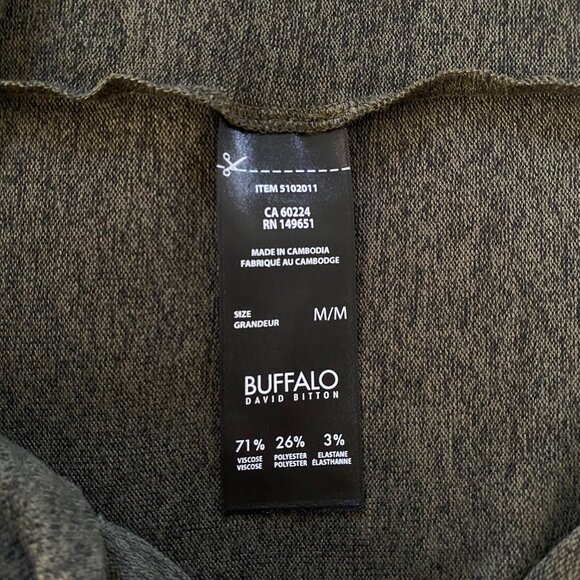 ITEM 5102011
CA 60224
RN 149651
MADE IN CAMBODIA
FABRIQUÉ AU CAMBODGE
SIZE
GRANDEUR
M/M
BUFFALO
DAVID BITTON
71% 26% 3%
VISCOSE POLYESTER ELASTANE
VISCOSE POLYESTER ÉLASTHANNE